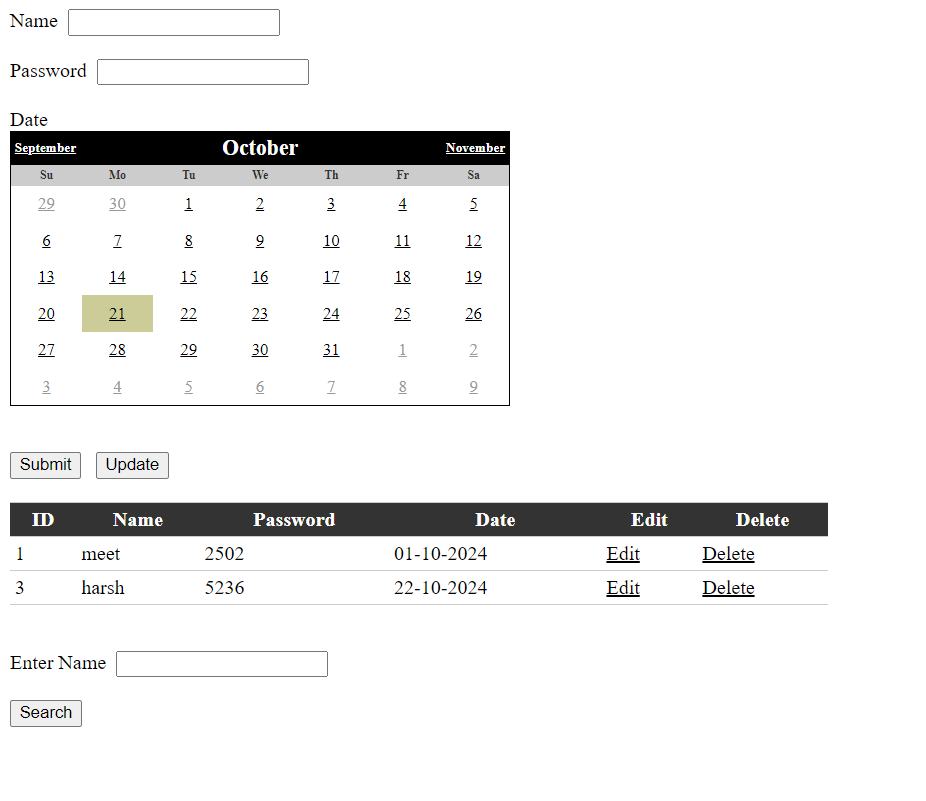 Name
Password
Date
September October November
Su Mo Tu We Th Fr Sa
29 30 1 2 3 4 5
6 7 8 9 10 11 12
13 14 15 16 17 18 19
20 21 22 23 24 25 26
27 28 29 30 31 1 2
3 4 5 6 7 8 9
Submit Update
ID Name Password Date Edit Delete
1 meet 2502 01-10-2024 Edit Delete
3 harsh 5236 22-10-2024 Edit Delete
Enter Name
Search